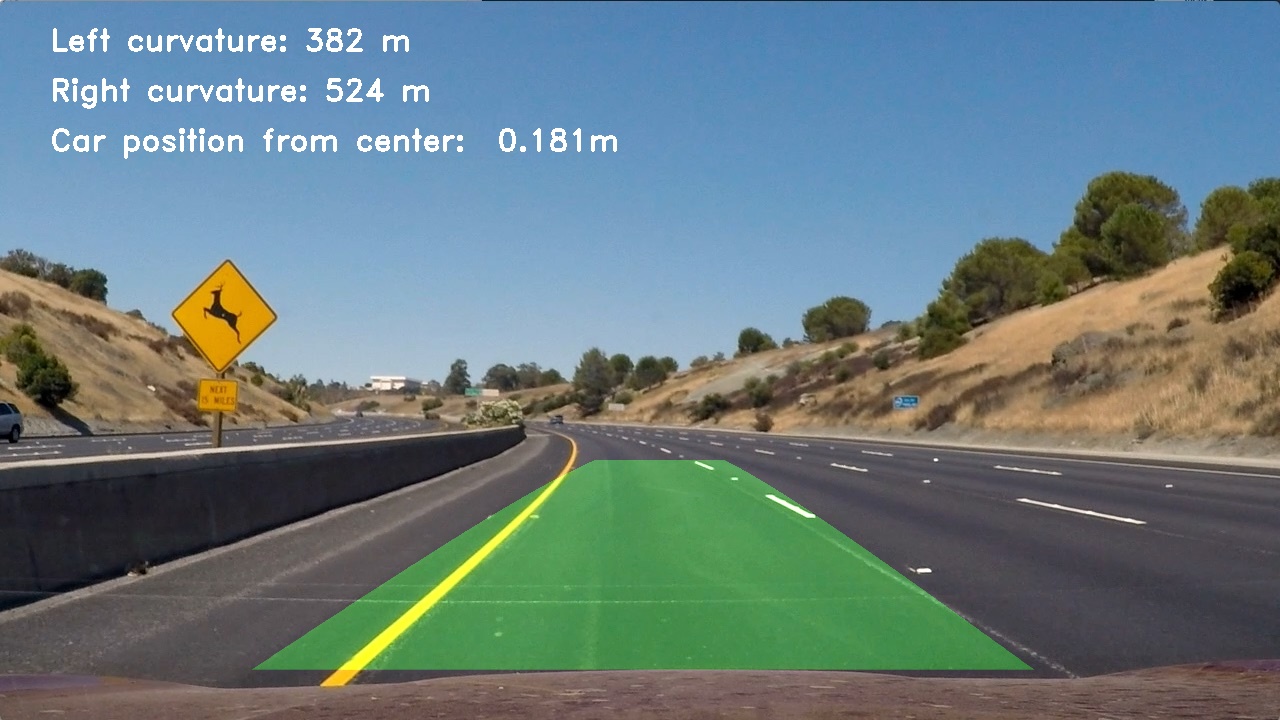 Left curvature: 382 m
Right curvature: 524 m
Car position from center: 0.181m
NEXT
15 MILES